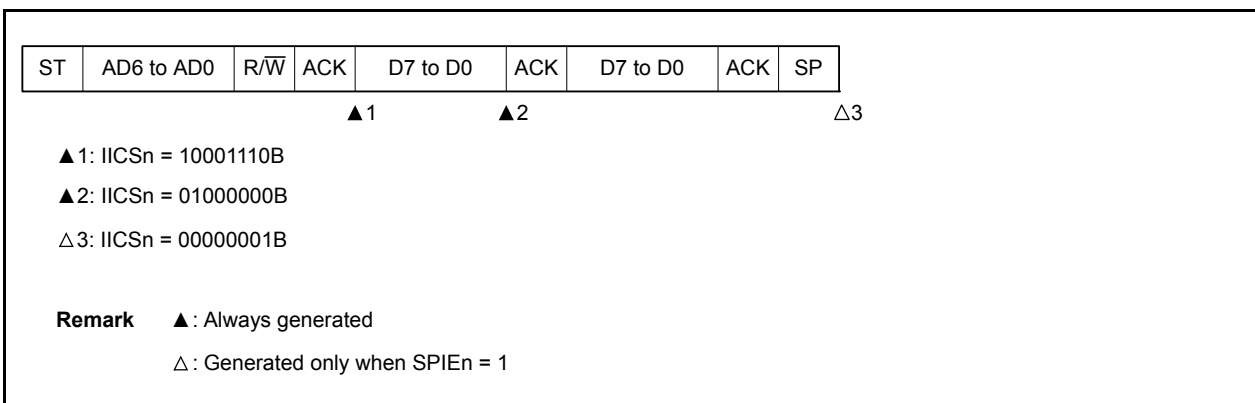 ST AD6 to AD0 R/W̅ ACK D7 to D0 ACK D7 to D0 ACK SP
▲1 ▲2 △3
▲1: IICSn = 10001110B
▲2: IICSn = 01000000B
△3: IICSn = 00000001B
Remark ▲: Always generated
△: Generated only when SPIEn = 1